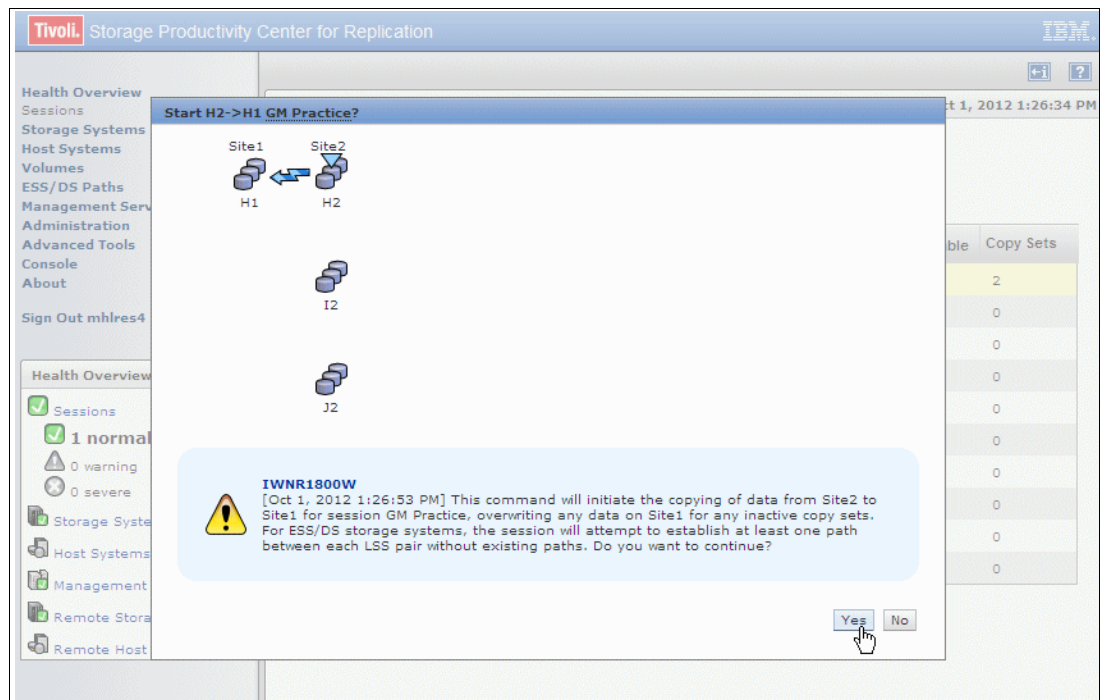 Tivoli. Storage Productivity Center for Replication
IBM.
Health Overview
Sessions
Storage Systems
Host Systems
Volumes
ESS/DS Paths
Management Serv
Administration
Advanced Tools
Console
About
Sign Out mhlres4
Health Overview
Sessions
1 normal
0 warning
0 severe
Storage Syste
Host Systems
Management
Remote Stora
Remote Host
Start H2->H1 GM Practice?
Site1 Site2
H1 H2
I2
J2
IWNR1800W
[Oct 1, 2012 1:26:53 PM] This command will initiate the copying of data from Site2 to
Site1 for session GM Practice, overwriting any data on Site1 for any inactive copy sets.
For ESS/DS storage systems, the session will attempt to establish at least one path
between each LSS pair without existing paths. Do you want to continue?
Yes No
ct 1, 2012 1:26:34 PM
ble Copy Sets
2
0
0
0
0
0
0
0
0
0